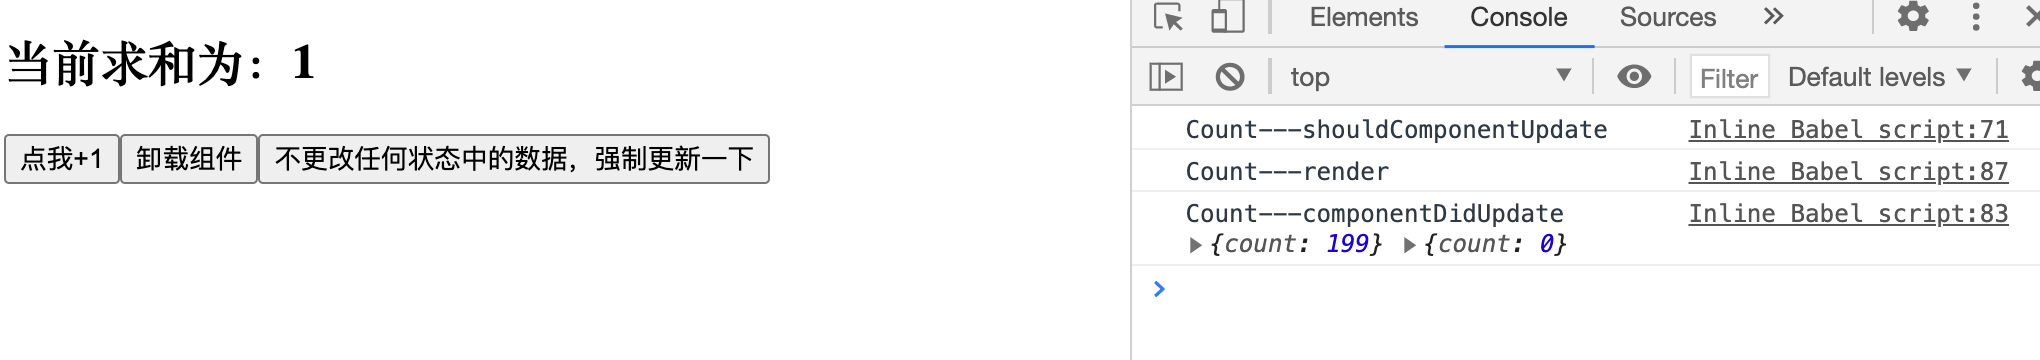 当前求和为：1
点我+1 卸载组件 不更改任何状态中的数据，强制更新一下
Elements Console Sources
top Filter Default levels
Count---shouldComponentUpdate Inline Babel script:71
Count---render Inline Babel script:87
Count---componentDidUpdate Inline Babel script:83
{count: 199} {count: 0}